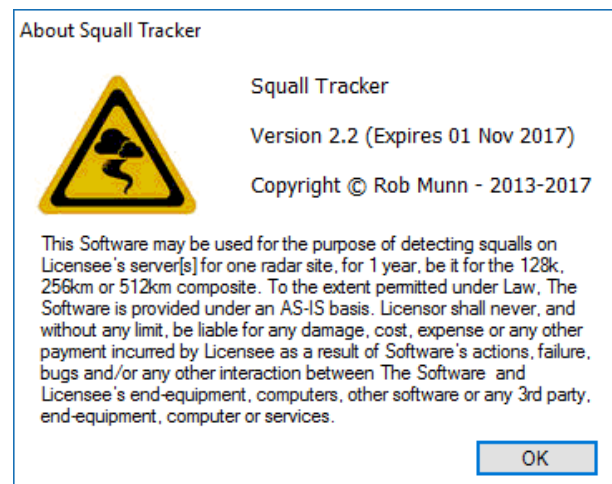 About Squall Tracker
Squall Tracker
Version 2.2 (Expires 01 Nov 2017)
Copyright © Rob Munn - 2013-2017
This Software may be used for the purpose of detecting squalls on
Licensee's server[s] for one radar site, for 1 year, be it for the 128k,
256km or 512km composite. To the extent permitted under Law, The
Software is provided under an AS-IS basis. Licensor shall never, and
without any limit, be liable for any damage, cost, expense or any other
payment incurred by Licensee as a result of Software's actions, failure,
bugs and/or any other interaction between The Software and
Licensee's end-equipment, computers, other software or any 3rd party,
end-equipment, computer or services.
OK